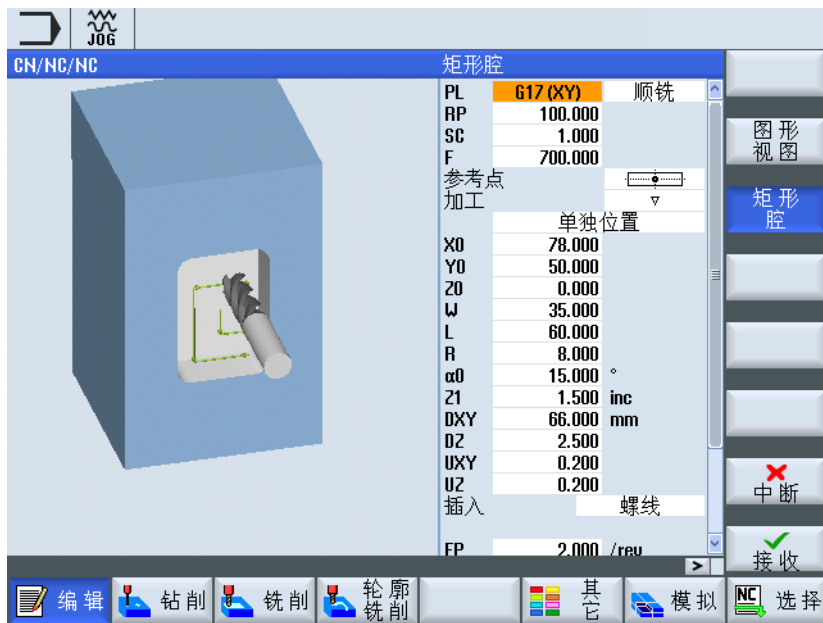 JOG
CN/NC/NC
矩形腔
PL G17(XY) 顺铣
RP 100.000
SC 1.000
F 700.000
参考点
加工 ▽
单独位置
X0 78.000
Y0 50.000
Z0 0.000
W 35.000
L 60.000
R 8.000
α0 15.000 °
Z1 1.500 inc
DXY 66.000 mm
DZ 2.500
UXY 0.200
UZ 0.200
插入 螺线
EP 2.000 /rev
图形
视图
矩形
腔
中断
接收
编辑
钻削
铣削
轮廓
铣削
其
它
模拟
NC 选择